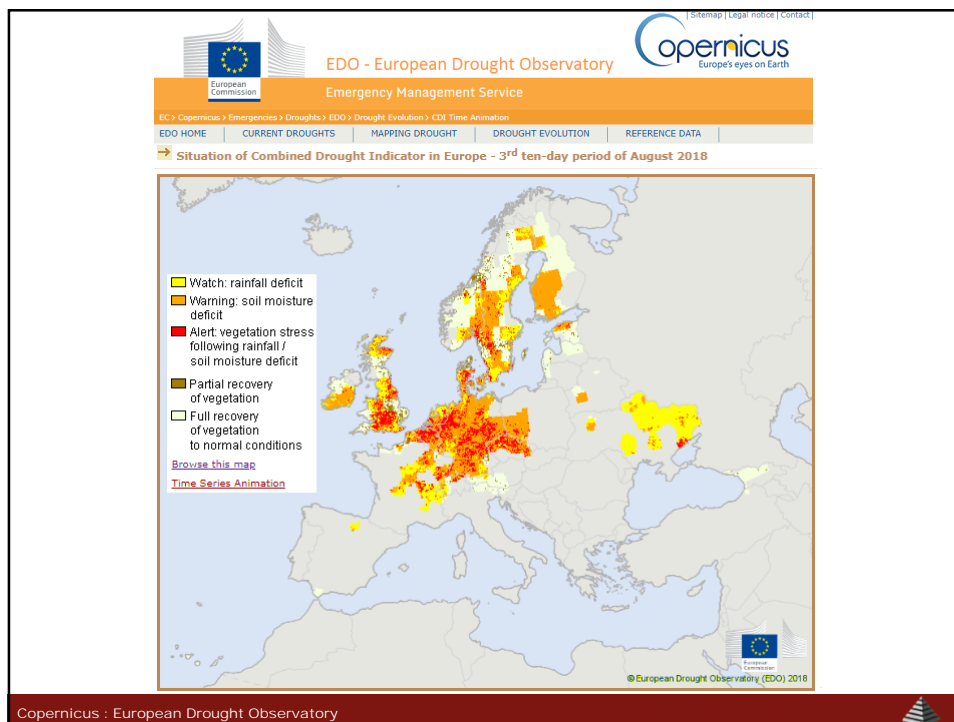 | Sitemap | Legal notice | Contact |
European
Commission
EDO - European Drought Observatory
opernicus
Europe's eyes on Earth
Emergency Management Service
EC > Copernicus > Emergencies > Droughts > EDO > Drought Evolution > CDI Time Animation
EDO HOME | CURRENT DROUGHTS | MAPPING DROUGHT | DROUGHT EVOLUTION | REFERENCE DATA |
Situation of Combined Drought Indicator in Europe - 3rd ten-day period of August 2018
Watch: rainfall deficit
Warning: soil moisture
deficit
Alert: vegetation stress
following rainfall /
soil moisture deficit
Partial recovery
of vegetation
Full recovery
of vegetation
to normal conditions
Browse this map
Time Series Animation
European
Commission
© European Drought Observatory (EDO) 2018
Copernicus : European Drought Observatory